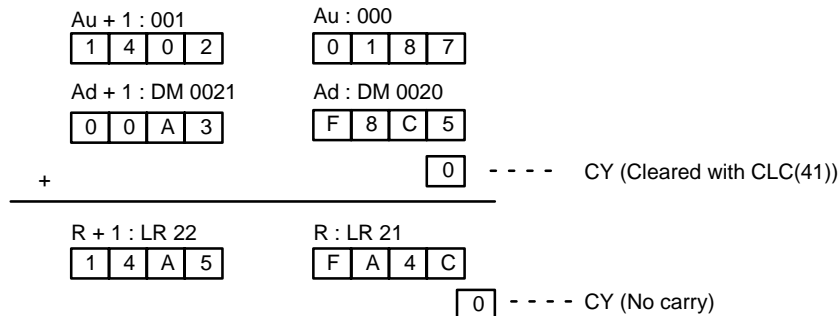 Au + 1 : 001 Au : 000
1 4 0 2 0 1 8 7
Ad + 1 : DM 0021 Ad : DM 0020
0 0 A 3 F 8 C 5
+ 0 - - - - CY (Cleared with CLC(41))
R + 1 : LR 22 R : LR 21
1 4 A 5 F A 4 C
0 - - - - CY (No carry)